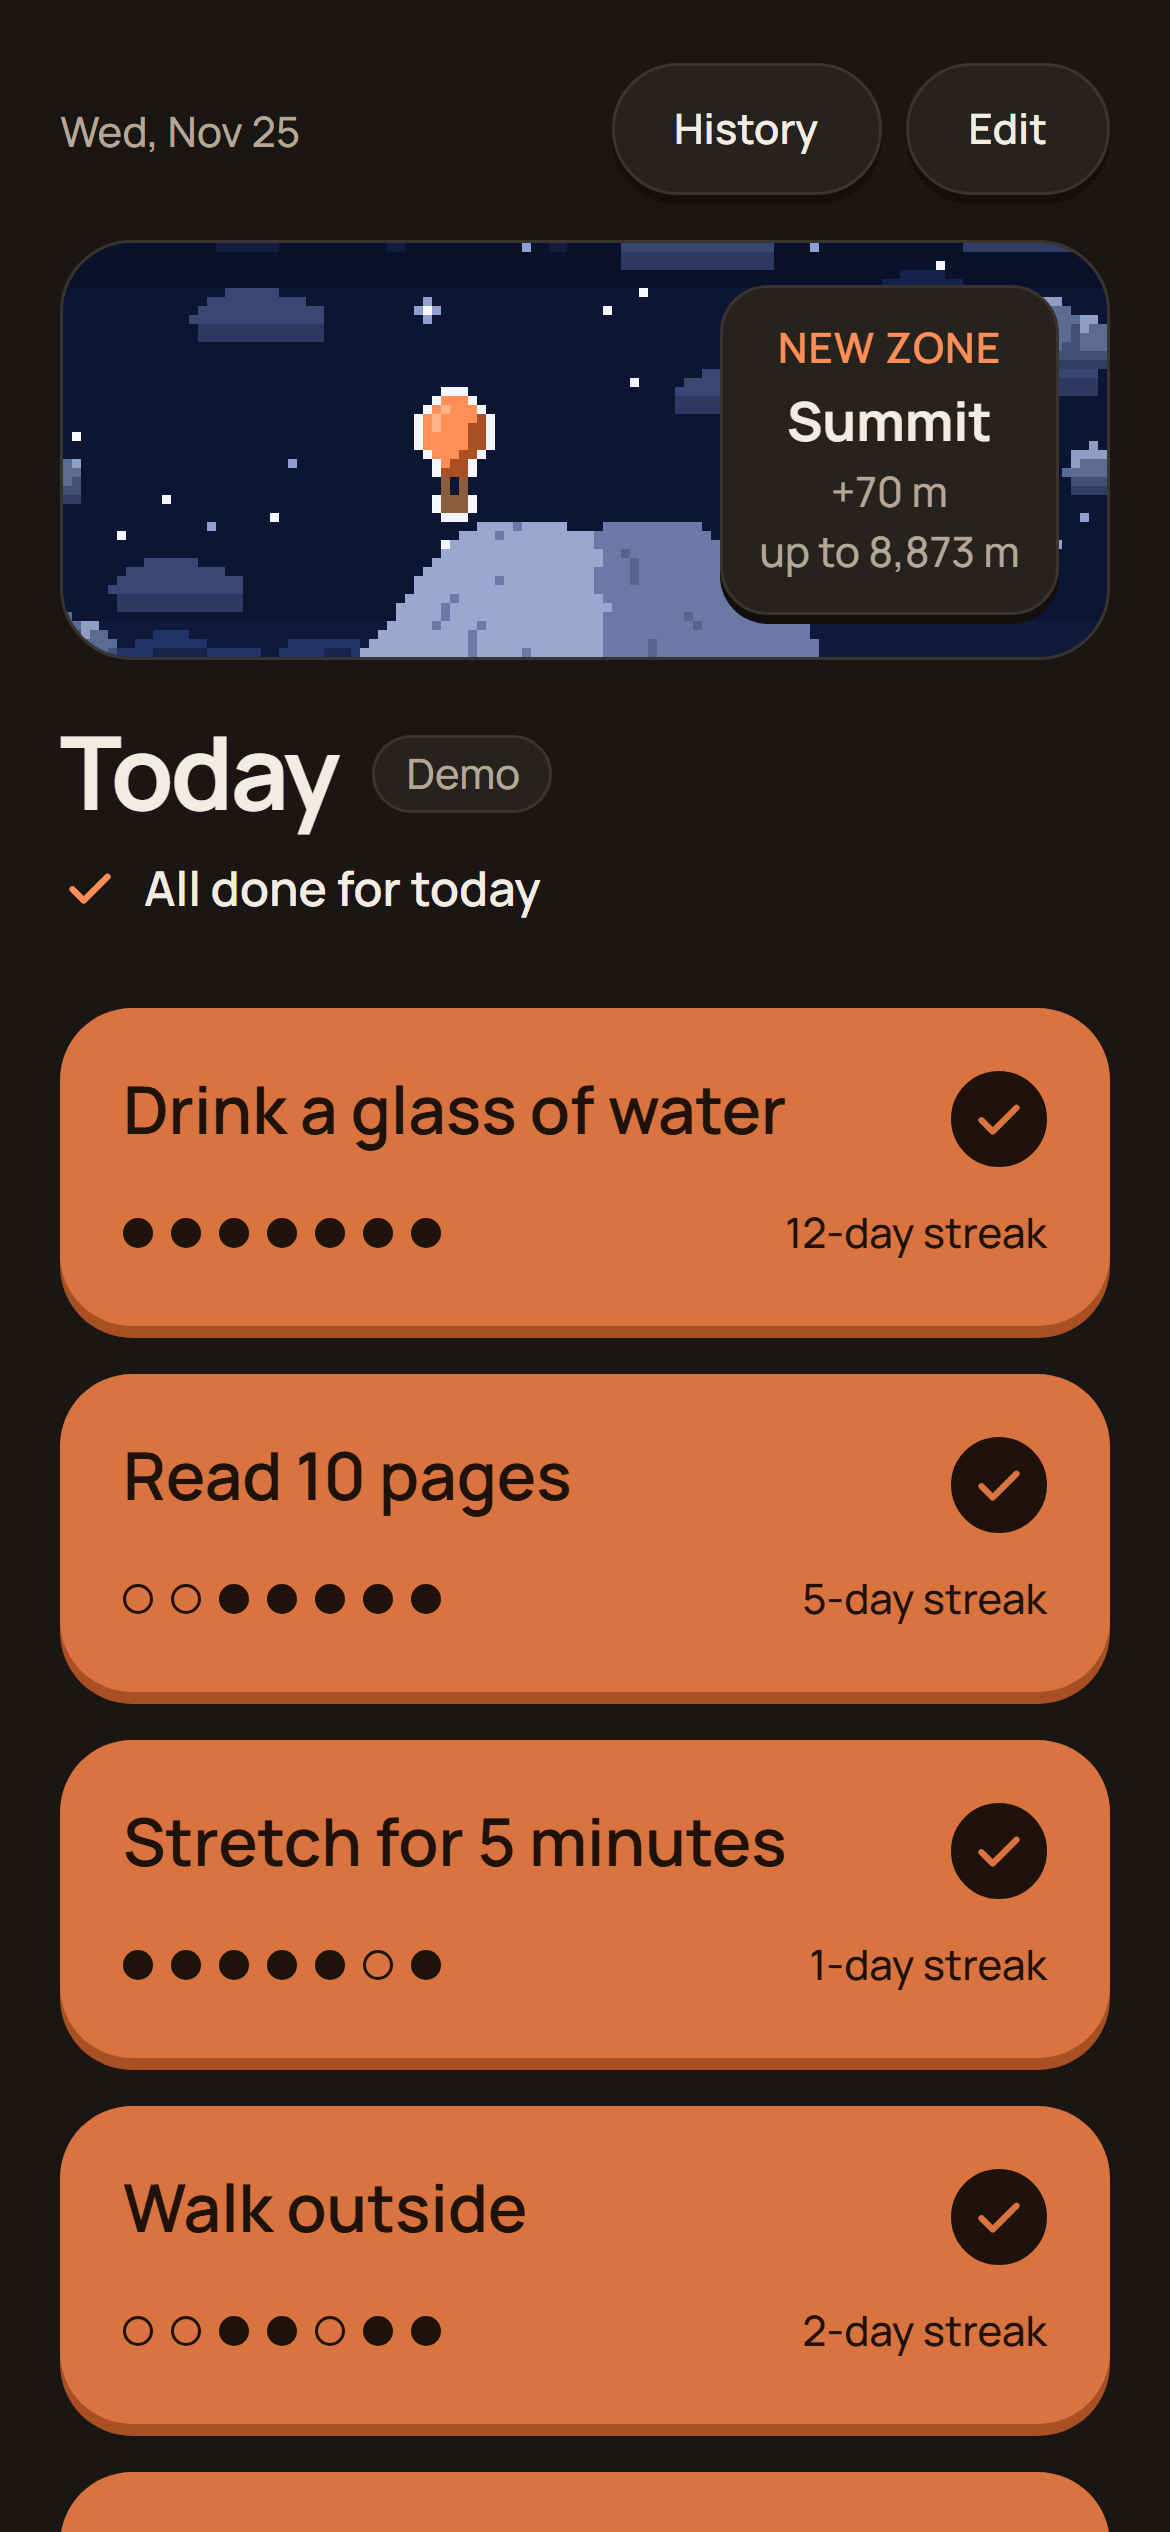 Wed, Nov 25
History
Edit
NEW ZONE
Summit
+70 m
up to 8,873 m
Today
Demo
All done for today
Drink a glass of water
12-day streak
Read 10 pages
5-day streak
Stretch for 5 minutes
1-day streak
Walk outside
2-day streak